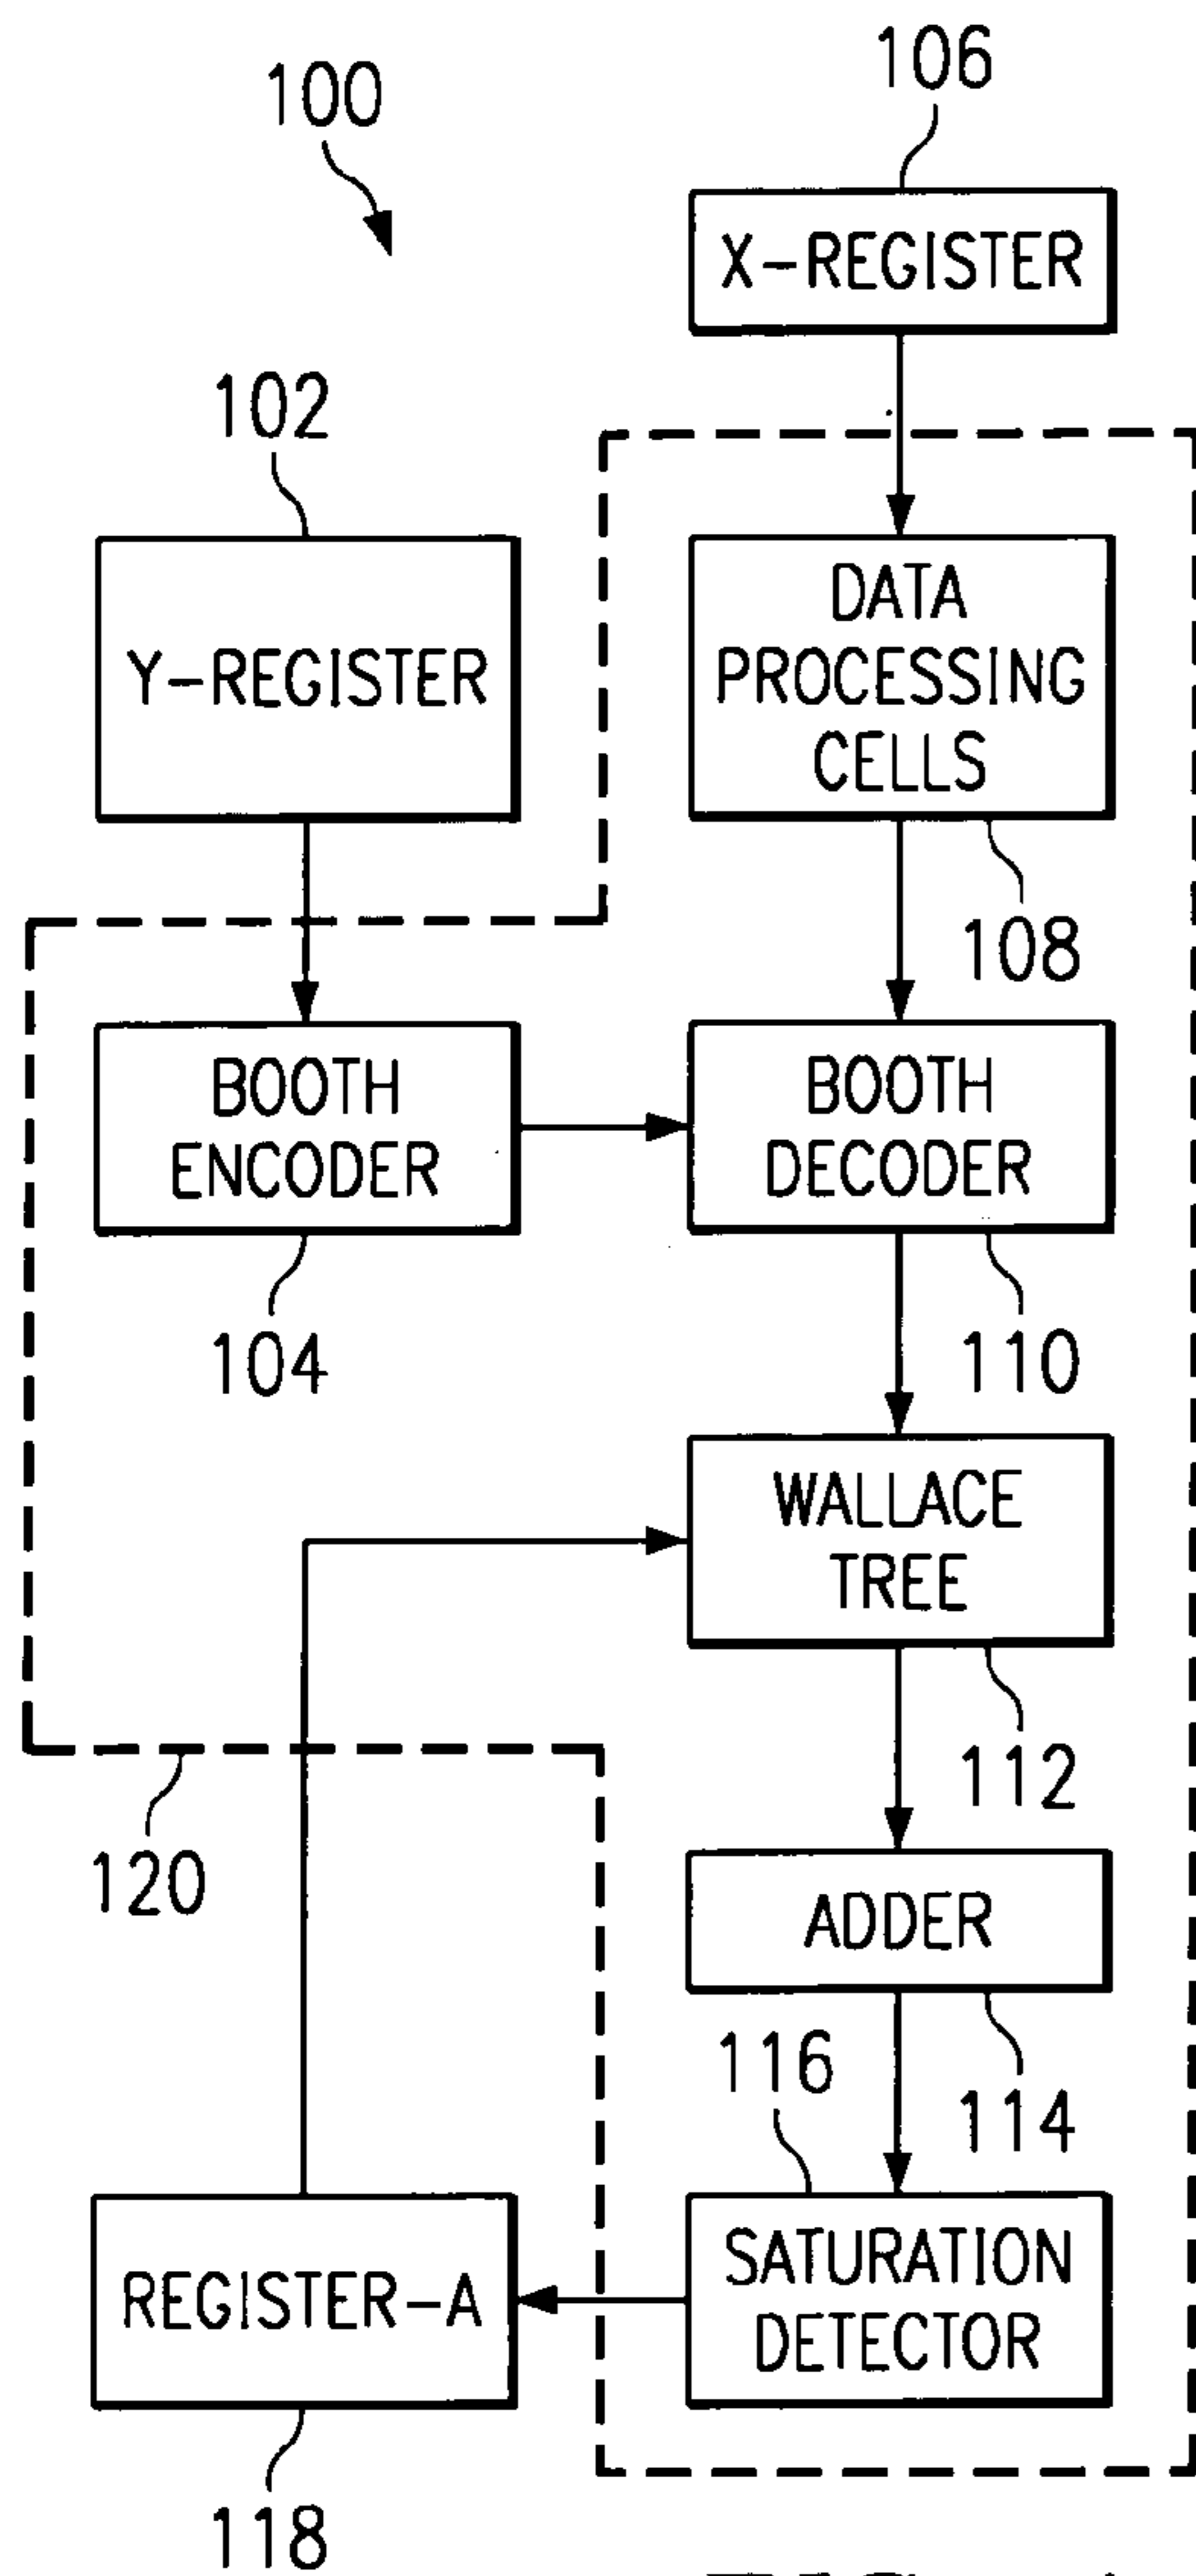 100
106
X-REGISTER
102
Y-REGISTER
DATA
PROCESSING
CELLS
108
BOOTH
ENCODER
104
BOOTH
DECODER
110
WALLACE
TREE
112
120
ADDER
114
116
SATURATION
DETECTOR
REGISTER-A
118